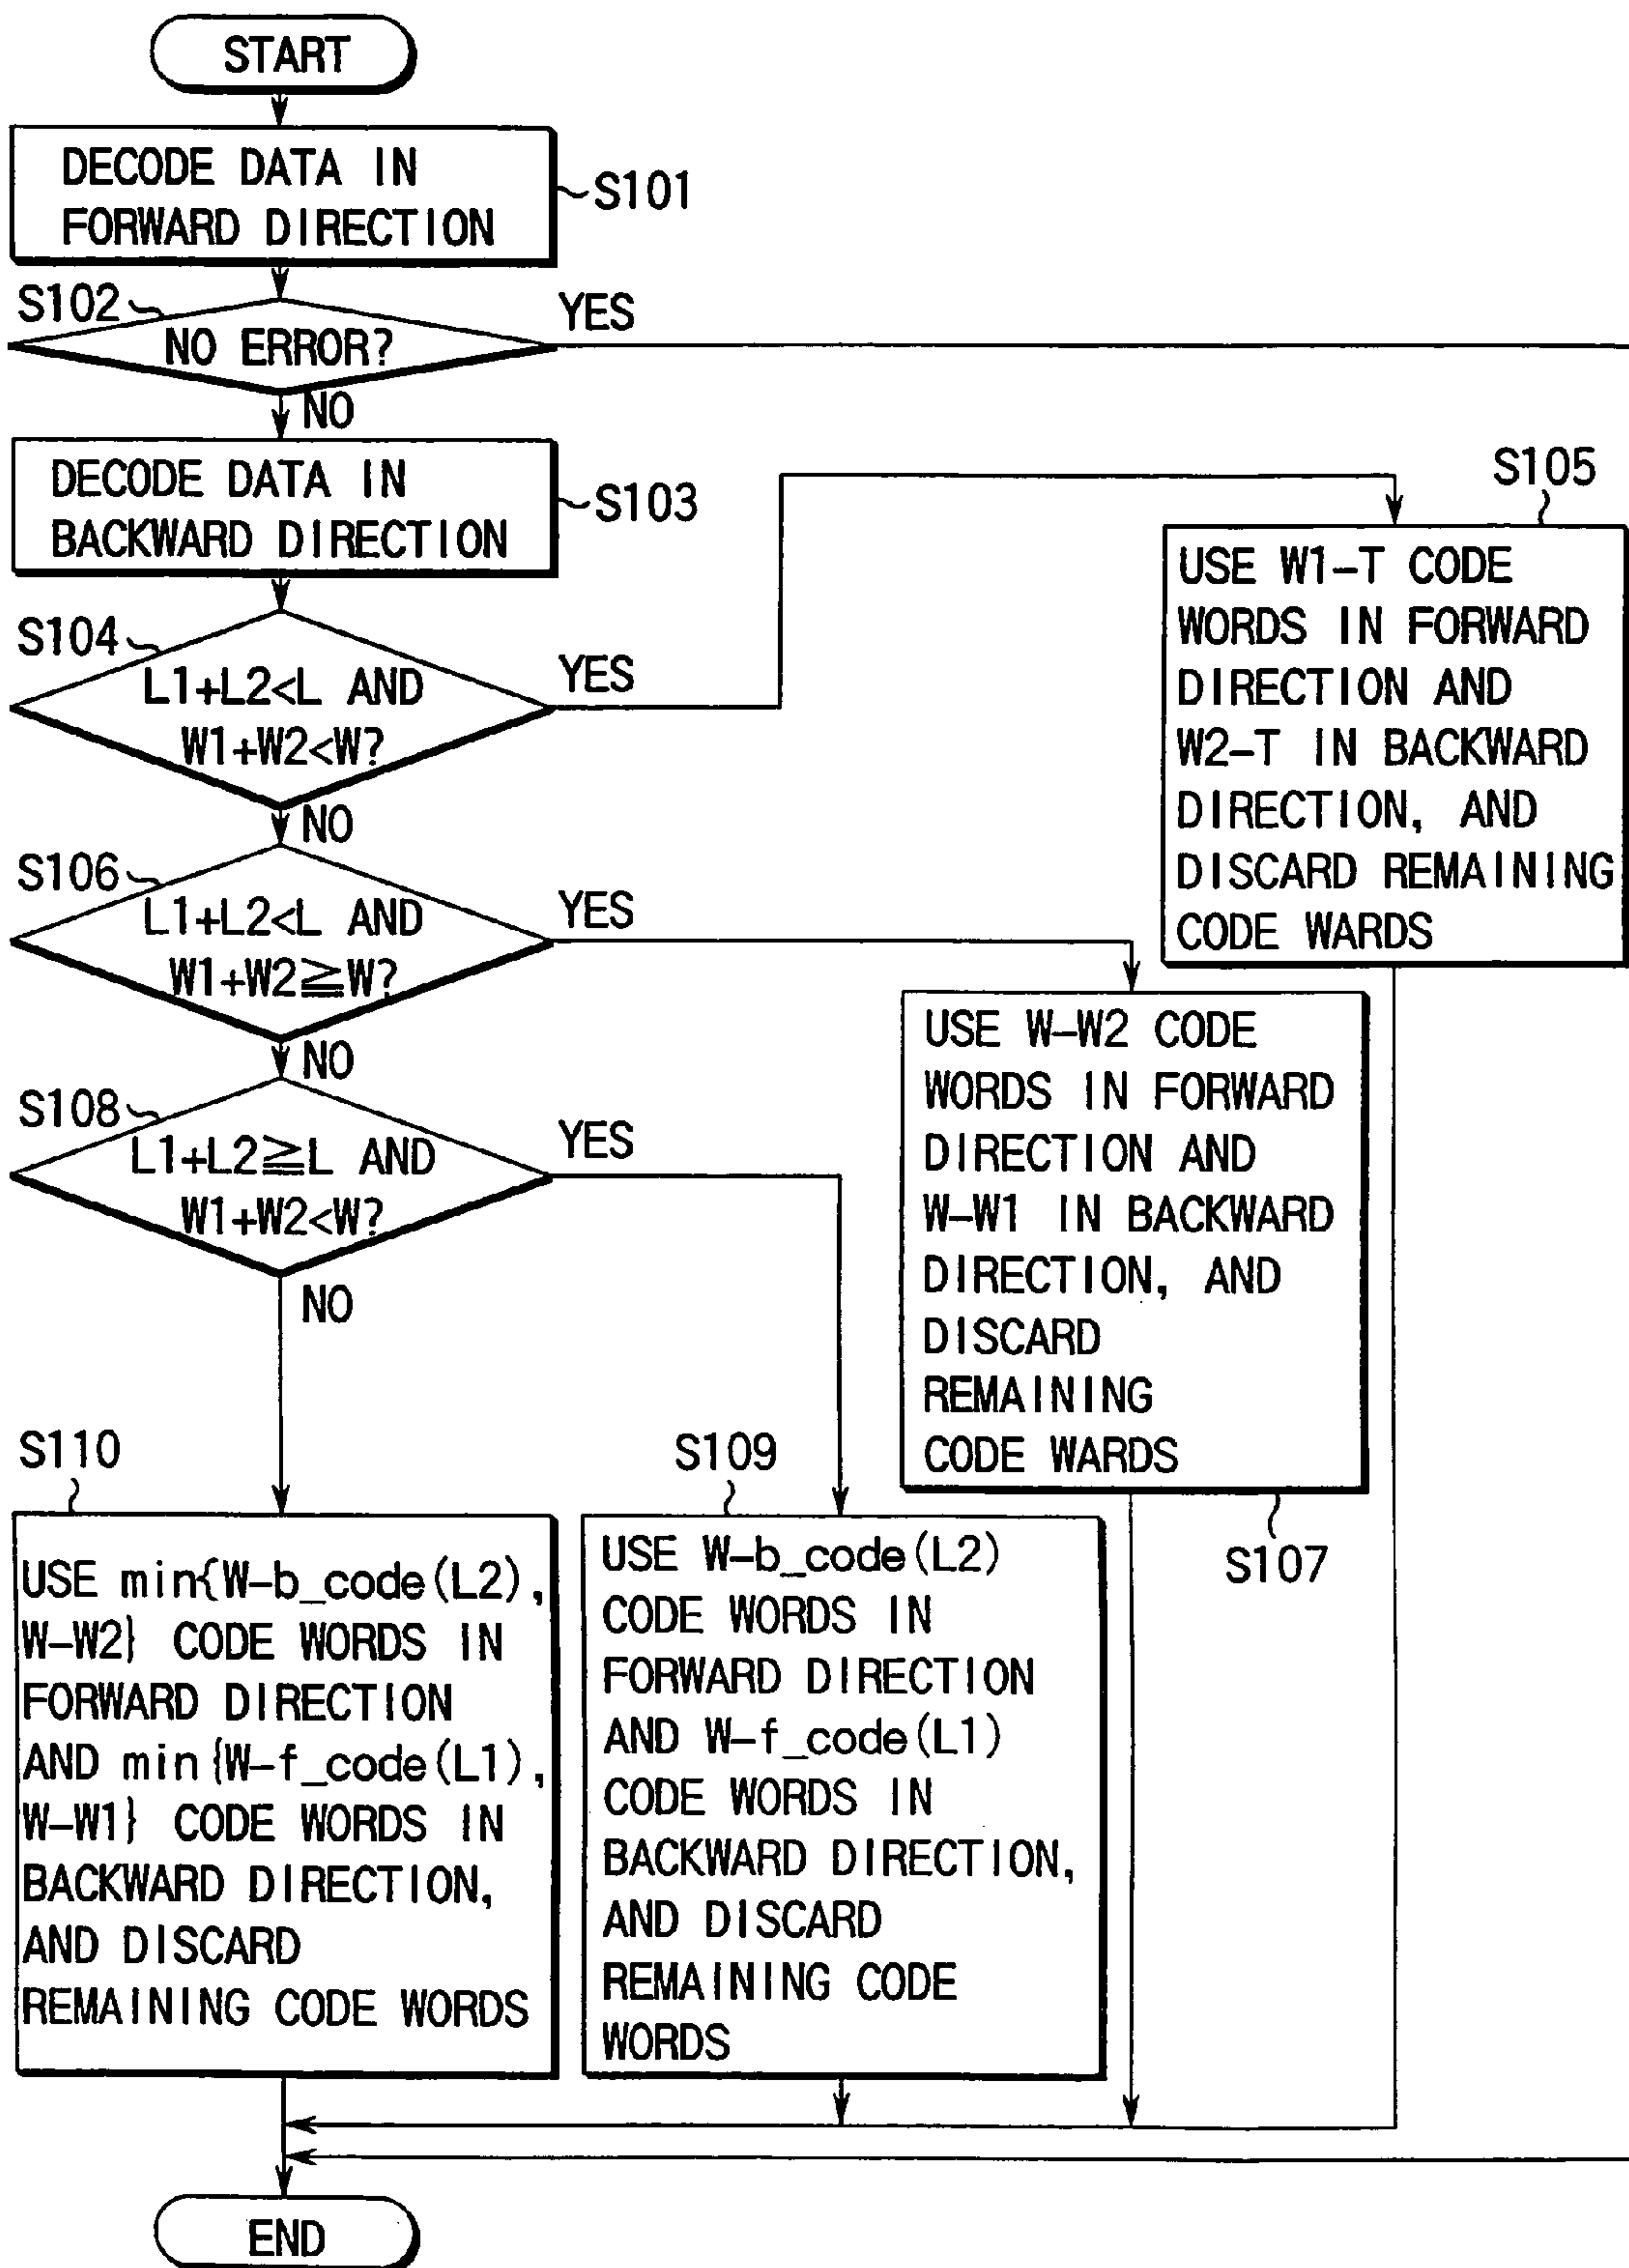 START
DECODE DATA IN
FORWARD DIRECTION
S101
S102
NO ERROR?
YES
NO
DECODE DATA IN
BACKWARD DIRECTION
S103
S104
L1+L2<L AND
W1+W2<W?
YES
NO
S105
USE W1-T CODE
WORDS IN FORWARD
DIRECTION AND
W2-T IN BACKWARD
DIRECTION, AND
DISCARD REMAINING
CODE WARDS
S106
L1+L2<L AND
W1+W2≧W?
YES
NO
USE W-W2 CODE
WORDS IN FORWARD
DIRECTION AND
W-W1 IN BACKWARD
DIRECTION, AND
DISCARD
REMAINING
CODE WARDS
S107
S108
L1+L2≧L AND
W1+W2<W?
YES
NO
S110
USE min{W-b_code(L2),
W-W2} CODE WORDS IN
FORWARD DIRECTION
AND min{W-f_code(L1),
W-W1} CODE WORDS IN
BACKWARD DIRECTION,
AND DISCARD
REMAINING CODE WORDS
S109
USE W-b_code(L2)
CODE WORDS IN
FORWARD DIRECTION
AND W-f_code(L1)
CODE WORDS IN
BACKWARD DIRECTION,
AND DISCARD
REMAINING CODE
WORDS
END